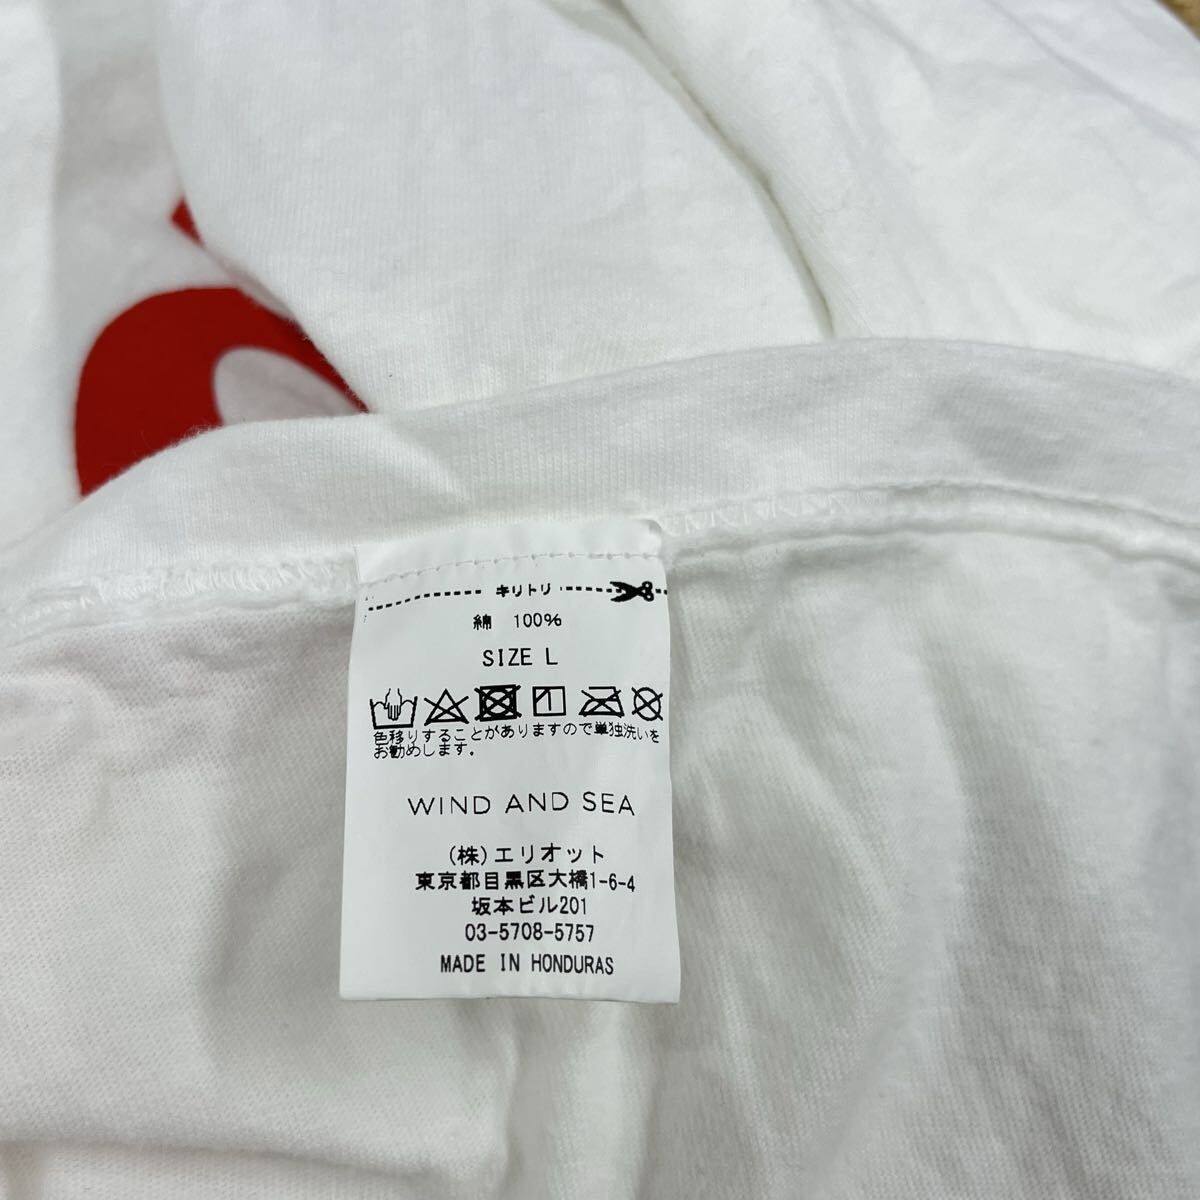 キリトリ
綿 100%
SIZE L
色移りすることがありますので単独洗いを
お勧めします。
WIND AND SEA
(株)エリオット
東京都目黒区大橋1-6-4
坂本ビル201
03-5708-5757
MADE IN HONDURAS